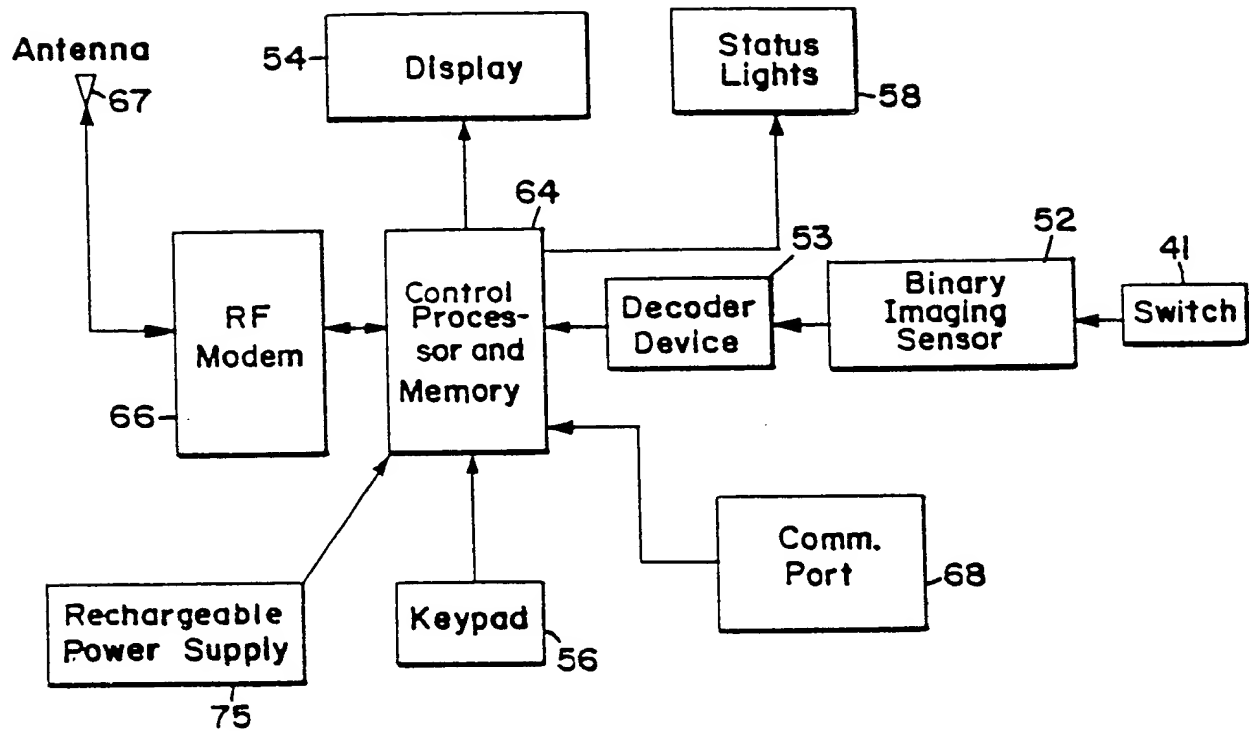 Antenna
67
54
Display
Status
Lights
58
64
RF
Modem
66
Control
Proces-
sor and
Memory
53
Decoder
Device
52
Binary
Imaging
Sensor
41
Switch
Rechargeable
Power Supply
75
Keypad
56
Comm.
Port
68